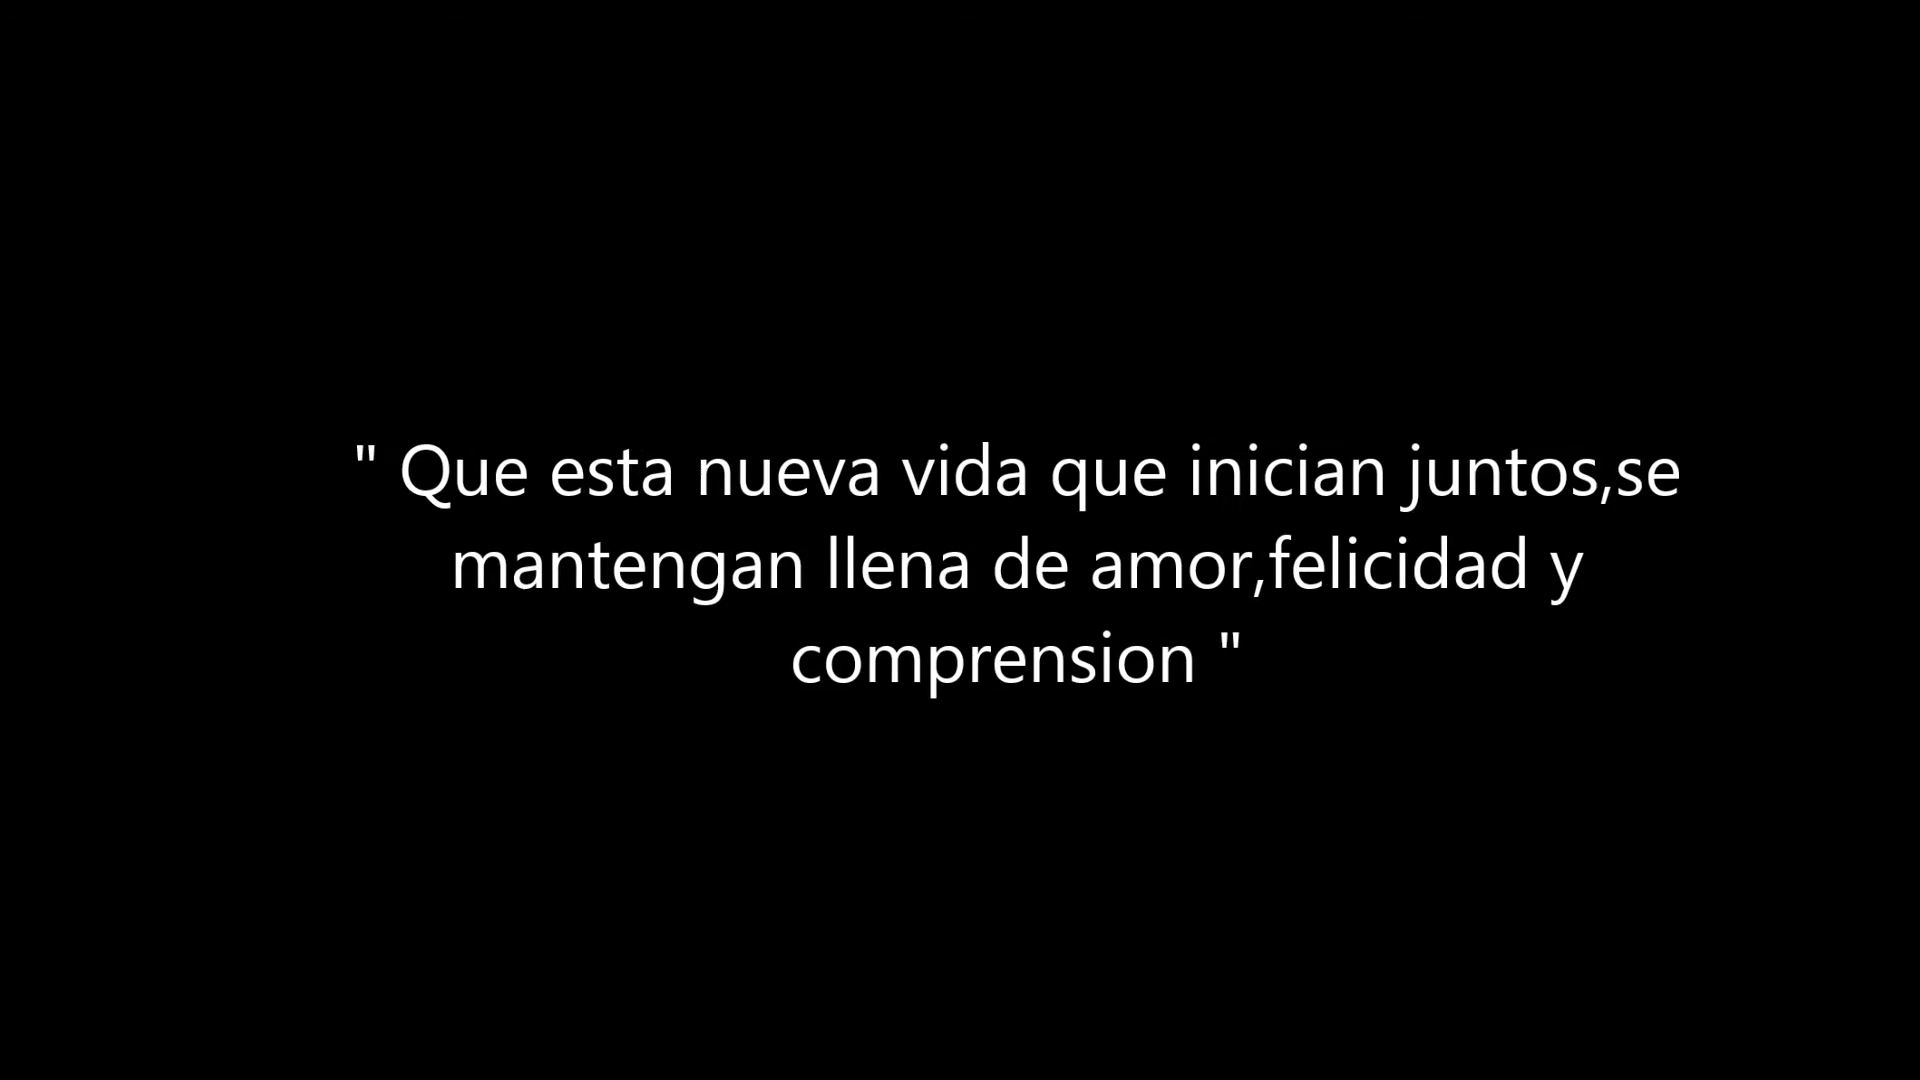 " Que esta nueva vida que inician juntos,se
mantengan llena de amor,felicidad y
comprension "